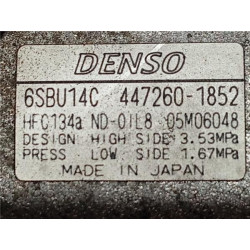 DENSO
6SBU14C 447260-1852
HFC134a ND-OIL8 05M06048
DESIGN HIGH SIDE 3.53MPa
PRESS LOW SIDE 1.67MPa
MADE IN JAPAN